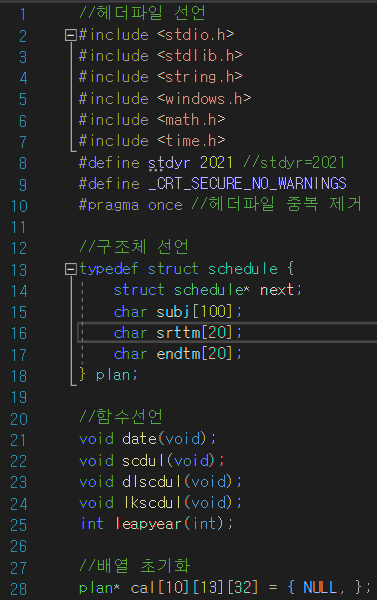 1 //헤더파일 선언
2 #include <stdio.h>
3 #include <stdlib.h>
4 #include <string.h>
5 #include <windows.h>
6 #include <math.h>
7 #include <time.h>
8 #define stdyr 2021 //stdyr=2021
9 #define _CRT_SECURE_NO_WARNINGS
10 #pragma once //헤더파일 중복 제거
11
12 //구조체 선언
13 typedef struct schedule {
14 struct schedule* next;
15 char subj[100];
16 char srttm[20];
17 char endtm[20];
18 } plan;
19
20 //함수선언
21 void date(void);
22 void scdul(void);
23 void dlscdul(void);
24 void lkscdul(void);
25 int leapyear(int);
26
27 //배열 초기화
28 plan* cal[10][13][32] = { NULL, };